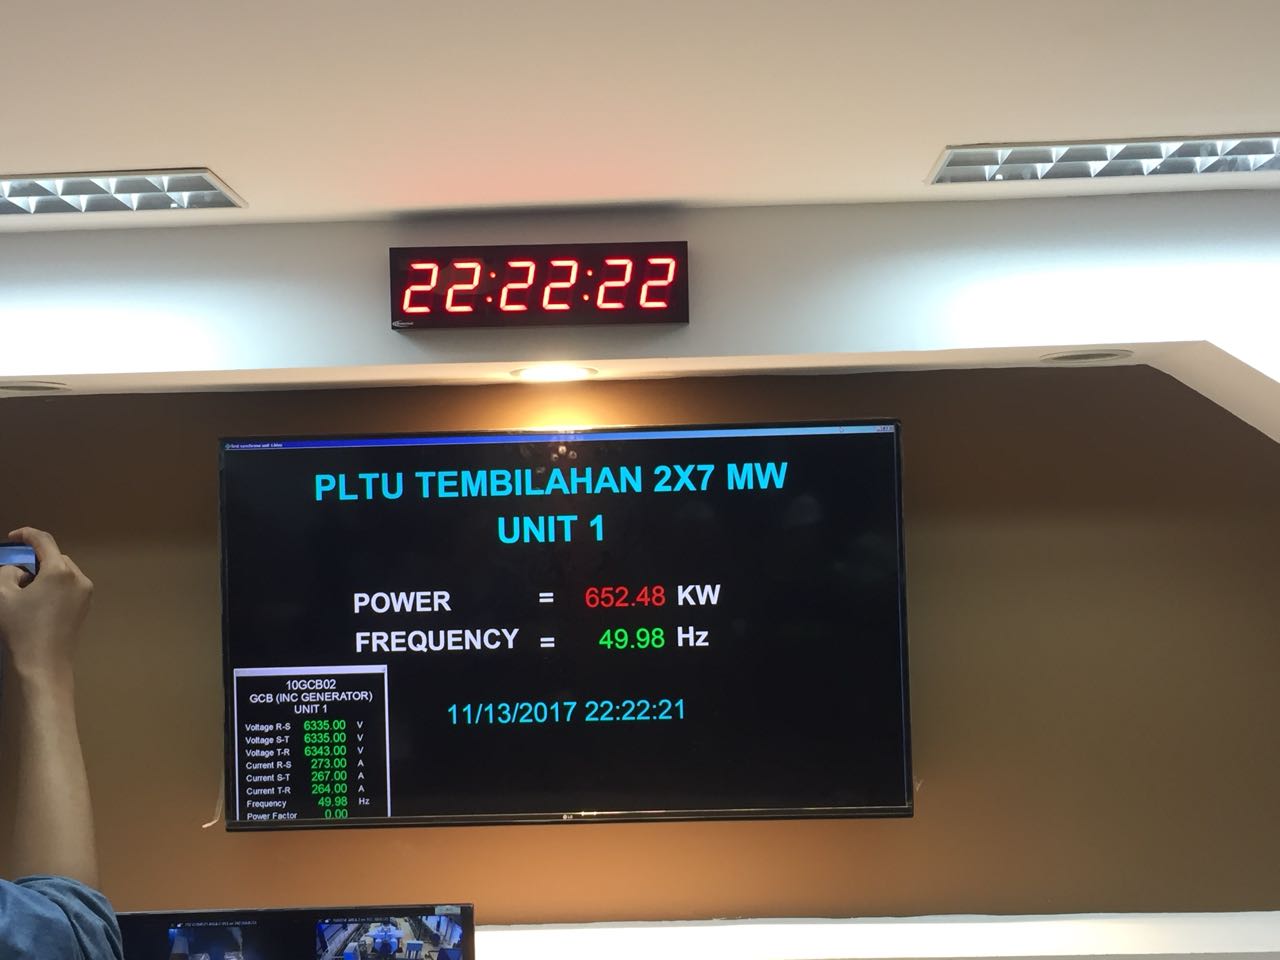 22:22:22
PLTU TEMBILAHAN 2X7 MW
UNIT 1
POWER = 652.48 KW
FREQUENCY = 49.98 Hz
11/13/2017 22:22:21
10GCB02
GCB (INC GENERATOR)
UNIT 1
Voltage R-S 6335.00 V
Voltage S-T 6335.00 V
Voltage T-R 6343.00 V
Current R-S 273.00 A
Current S-T 267.00 A
Current T-R 264.00 A
Frequency 49.98 Hz
Power Factor 0.00
LG